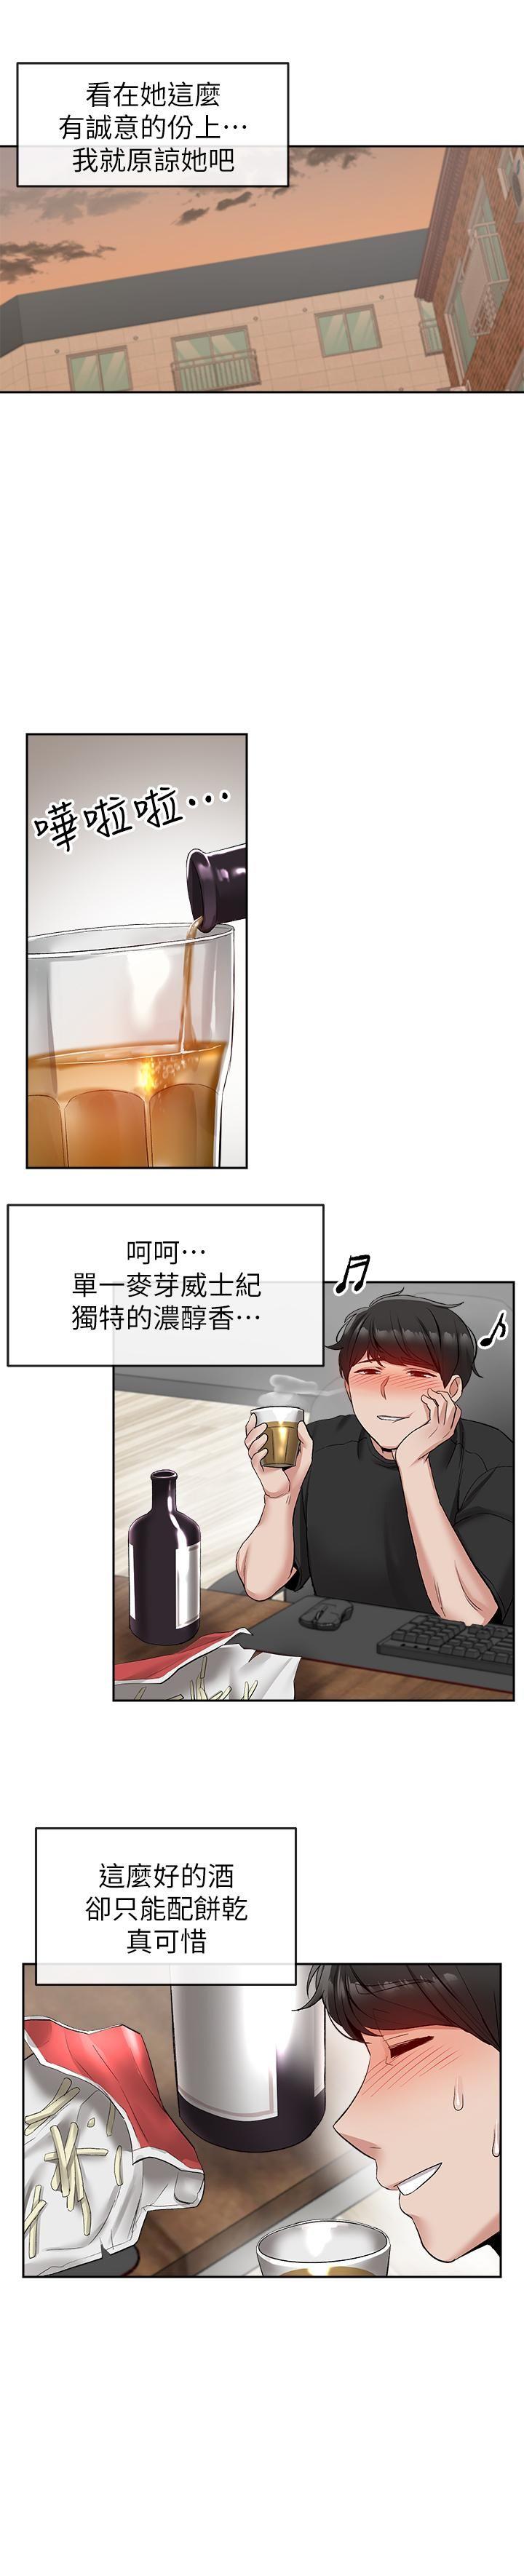 看在她這麼
有誠意的份上…
我就原諒她吧
嘩啦啦…
呵呵…
單一麥芽威士紀
獨特的濃醇香…
這麼好的酒
卻只能配餅乾
真可惜